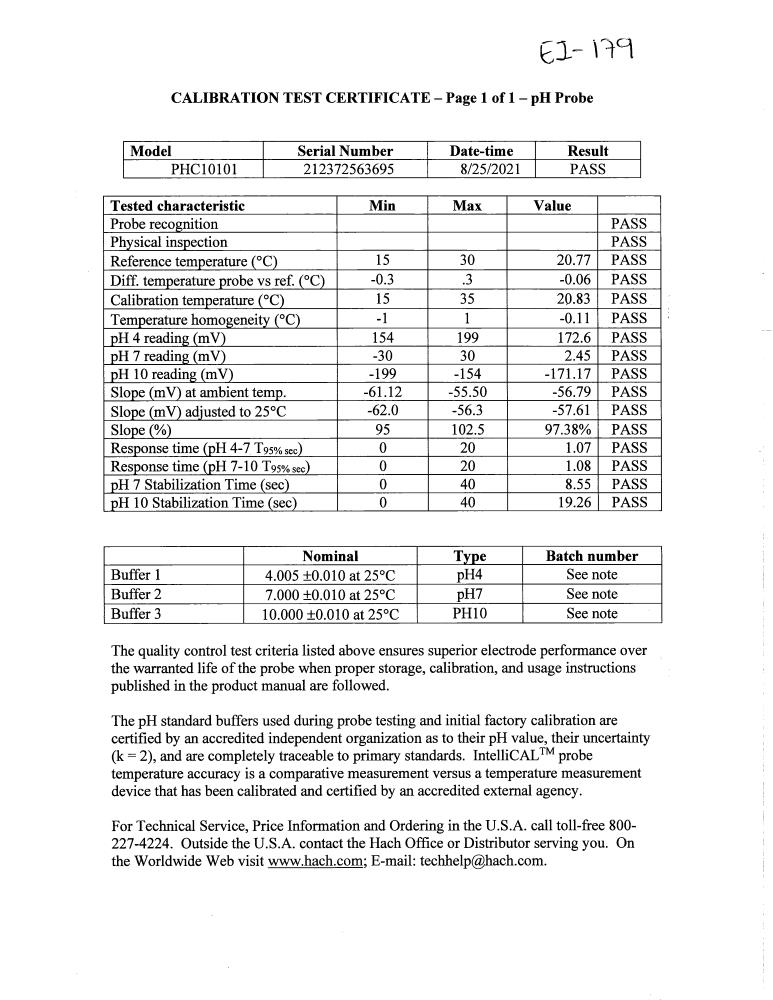 EI-179
CALIBRATION TEST CERTIFICATE – Page 1 of 1 – pH Probe
Model Serial Number Date-time Result
PHC10101 212372563695 8/25/2021 PASS
Tested characteristic Min Max Value
Probe recognition PASS
Physical inspection PASS
Reference temperature (°C) 15 30 20.77 PASS
Diff. temperature probe vs ref. (°C) -0.3 .3 -0.06 PASS
Calibration temperature (°C) 15 35 20.83 PASS
Temperature homogeneity (°C) -1 1 -0.11 PASS
pH 4 reading (mV) 154 199 172.6 PASS
pH 7 reading (mV) -30 30 2.45 PASS
pH 10 reading (mV) -199 -154 -171.17 PASS
Slope (mV) at ambient temp. -61.12 -55.50 -56.79 PASS
Slope (mV) adjusted to 25°C -62.0 -56.3 -57.61 PASS
Slope (%) 95 102.5 97.38% PASS
Response time (pH 4-7 T95% sec) 0 20 1.07 PASS
Response time (pH 7-10 T95% sec) 0 20 1.08 PASS
pH 7 Stabilization Time (sec) 0 40 8.55 PASS
pH 10 Stabilization Time (sec) 0 40 19.26 PASS
Nominal Type Batch number
Buffer 1 4.005 ±0.010 at 25°C pH4 See note
Buffer 2 7.000 ±0.010 at 25°C pH7 See note
Buffer 3 10.000 ±0.010 at 25°C PH10 See note
The quality control test criteria listed above ensures superior electrode performance over
the warranted life of the probe when proper storage, calibration, and usage instructions
published in the product manual are followed.
The pH standard buffers used during probe testing and initial factory calibration are
certified by an accredited independent organization as to their pH value, their uncertainty
(k = 2), and are completely traceable to primary standards. IntelliCAL™ probe
temperature accuracy is a comparative measurement versus a temperature measurement
device that has been calibrated and certified by an accredited external agency.
For Technical Service, Price Information and Ordering in the U.S.A. call toll-free 800-
227-4224. Outside the U.S.A. contact the Hach Office or Distributor serving you. On
the Worldwide Web visit www.hach.com; E-mail: techhelp@hach.com.